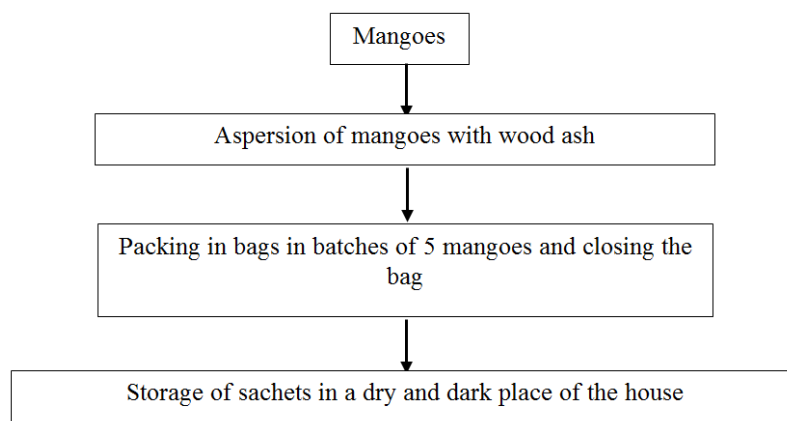 Mangoes
Aspersion of mangoes with wood ash
Packing in bags in batches of 5 mangoes and closing the
bag
Storage of sachets in a dry and dark place of the house